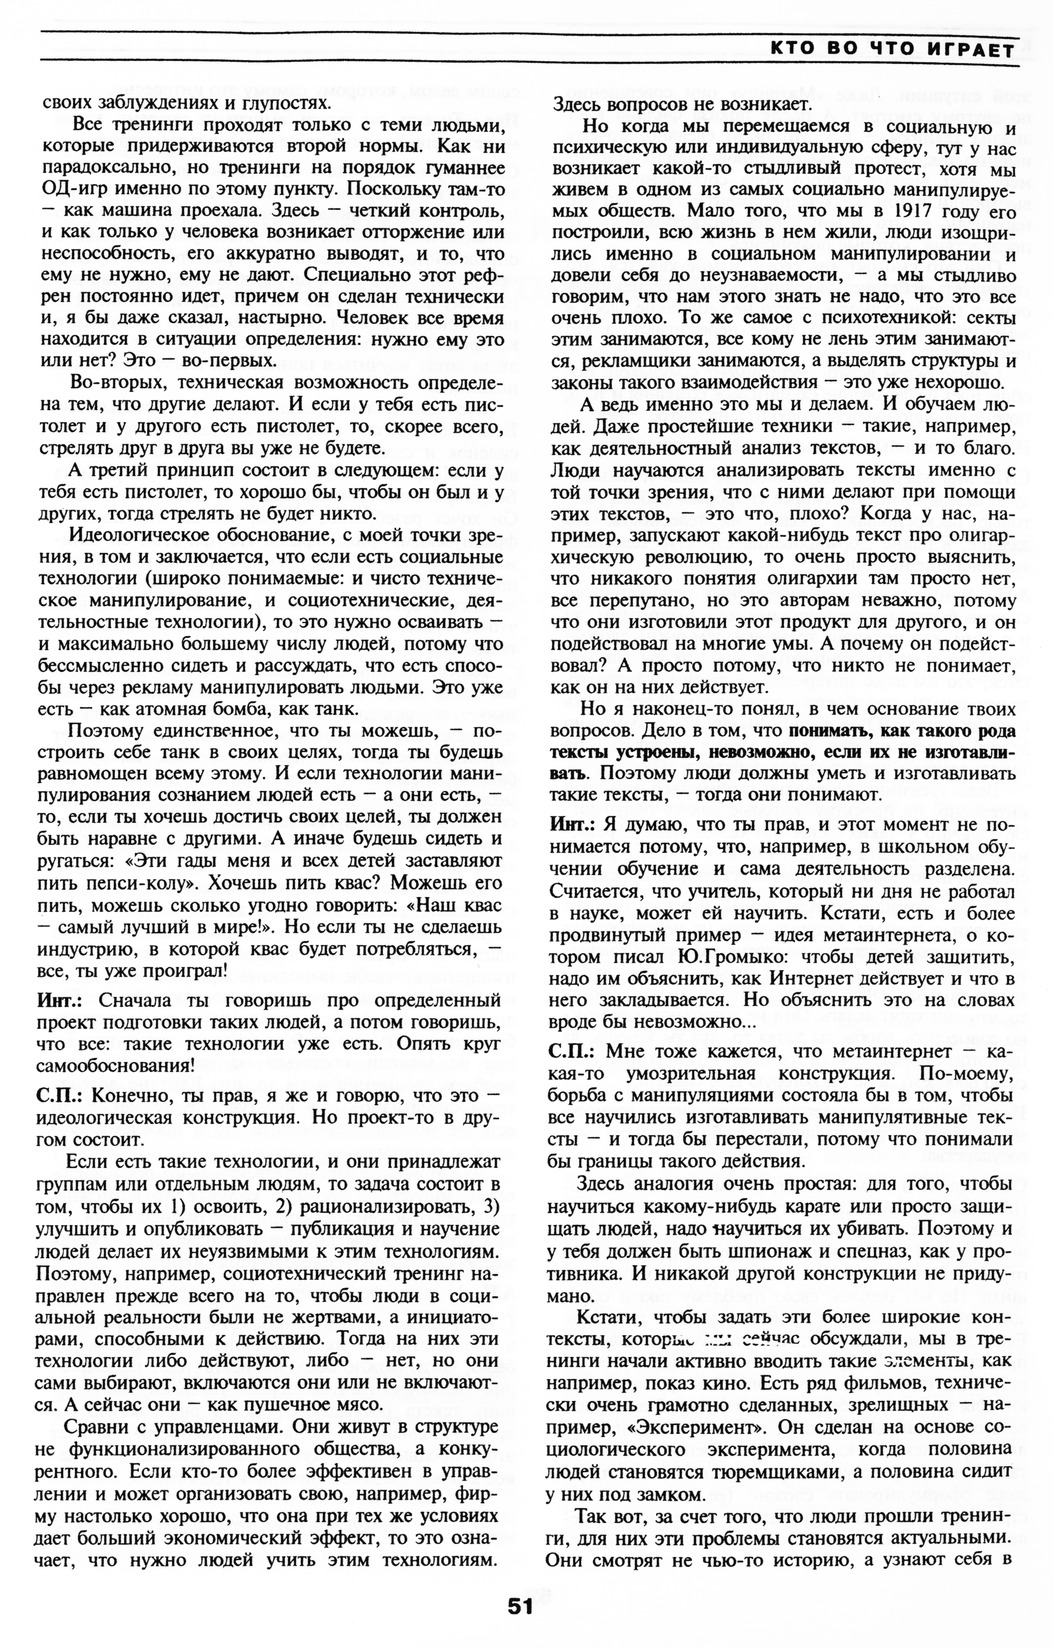 КТО ВО ЧТО ИГРАЕТ
своих заблуждениях и глупостях.
Все тренинги проходят только с теми людьми,
которые придерживаются второй нормы. Как ни
парадоксально, но тренинги на порядок гуманнее
ОД-игр именно по этому пункту. Поскольку там-то
— как машина проехала. Здесь — четкий контроль,
и как только у человека возникает отторжение или
неспособность, его аккуратно выводят, и то, что
ему не нужно, ему не дают. Специально этот реф-
рен постоянно идет, причем он сделан технически
и, я бы даже сказал, настырно. Человек все время
находится в ситуации определения: нужно ему это
или нет? Это — во-первых.
Во-вторых, техническая возможность определе-
на тем, что другие делают. И если у тебя есть пис-
толет и у другого есть пистолет, то, скорее всего,
стрелять друг в друга вы уже не будете.
А третий принцип состоит в следующем: если у
тебя есть пистолет, то хорошо бы, чтобы он был и у
других, тогда стрелять не будет никто.
Идеологическое обоснование, с моей точки зре-
ния, в том и заключается, что если есть социальные
технологии (широко понимаемые: и чисто техниче-
ское манипулирование, и социотехнические, дея-
тельностные технологии), то это нужно осваивать —
и максимально большему числу людей, потому что
бессмысленно сидеть и рассуждать, что есть спосо-
бы через рекламу манипулировать людьми. Это уже
есть — как атомная бомба, как танк.
Поэтому единственное, что ты можешь, — по-
строить себе танк в своих целях, тогда ты будешь
равномощен всему этому. И если технологии мани-
пулирования сознанием людей есть — а они есть, —
то, если ты хочешь достичь своих целей, ты должен
быть наравне с другими. А иначе будешь сидеть и
ругаться: «Эти гады меня и всех детей заставляют
пить пепси-колу». Хочешь пить квас? Можешь его
пить, можешь сколько угодно говорить: «Наш квас
— самый лучший в мире!». Но если ты не сделаешь
индустрию, в которой квас будет потребляться, —
все, ты уже проиграл!
Инт.: Сначала ты говоришь про определенный
проект подготовки таких людей, а потом говоришь,
что все: такие технологии уже есть. Опять круг
самообоснования!
С.П.: Конечно, ты прав, я же и говорю, что это —
идеологическая конструкция. Но проект-то в дру-
гом состоит.
Если есть такие технологии, и они принадлежат
группам или отдельным людям, то задача состоит в
том, чтобы их 1) освоить, 2) рационализировать, 3)
улучшить и опубликовать — публикация и научение
людей делает их неуязвимыми к этим технологиям.
Поэтому, например, социотехнический тренинг на-
правлен прежде всего на то, чтобы люди в соци-
альной реальности были не жертвами, а инициато-
рами, способными к действию. Тогда на них эти
технологии либо действуют, либо — нет, но они
сами выбирают, включаются они или не включают-
ся. А сейчас они — как пушечное мясо.
Сравни с управленцами. Они живут в структуре
не функционализированного общества, а конку-
рентного. Если кто-то более эффективен в управ-
лении и может организовать свою, например, фир-
му настолько хорошо, что она при тех же условиях
дает больший экономический эффект, то это озна-
чает, что нужно людей учить этим технологиям.
Здесь вопросов не возникает.
Но когда мы перемещаемся в социальную и
психическую или индивидуальную сферу, тут у нас
возникает какой-то стыдливый протест, хотя мы
живем в одном из самых социально манипулируе-
мых обществ. Мало того, что мы в 1917 году его
построили, всю жизнь в нем жили, люди изощри-
лись именно в социальном манипулировании и
довели себя до неузнаваемости, — а мы стыдливо
говорим, что нам этого знать не надо, что это все
очень плохо. То же самое с психотехникой: секты
этим занимаются, все кому не лень этим занимают-
ся, рекламщики занимаются, а выделять структуры и
законы такого взаимодействия — это уже нехорошо.
А ведь именно это мы и делаем. И обучаем лю-
дей. Даже простейшие техники — такие, например,
как деятельностный анализ текстов, — и то благо.
Люди научаются анализировать тексты именно с
той точки зрения, что с ними делают при помощи
этих текстов, — это что, плохо? Когда у нас, на-
пример, запускают какой-нибудь текст про олигар-
хическую революцию, то очень просто выяснить,
что никакого понятия олигархии там просто нет,
все перепутано, но это авторам неважно, потому
что они изготовили этот продукт для другого, и он
подействовал на многие умы. А почему он подейст-
вовал? А просто потому, что никто не понимает,
как он на них действует.
Но я наконец-то понял, в чем основание твоих
вопросов. Дело в том, что понимать, как такого рода
тексты устроены, невозможно, если их не изготавли-
вать. Поэтому люди должны уметь и изготавливать
такие тексты, — тогда они понимают.
Инт.: Я думаю, что ты прав, и этот момент не по-
нимается потому, что, например, в школьном обу-
чении обучение и сама деятельность разделена.
Считается, что учитель, который ни дня не работал
в науке, может ей научить. Кстати, есть и более
продвинутый пример — идея метаинтернета, о ко-
тором писал Ю.Громыко: чтобы детей защитить,
надо им объяснить, как Интернет действует и что в
него закладывается. Но объяснить это на словах
вроде бы невозможно...
С.П.: Мне тоже кажется, что метаинтернет — ка-
кая-то умозрительная конструкция. По-моему,
борьба с манипуляциями состояла бы в том, чтобы
все научились изготавливать манипулятивные тек-
сты — и тогда бы перестали, потому что понимали
бы границы такого действия.
Здесь аналогия очень простая: для того, чтобы
научиться какому-нибудь карате или просто защи-
щать людей, надо научиться их убивать. Поэтому и
у тебя должен быть шпионаж и спецназ, как у про-
тивника. И никакой другой конструкции не приду-
мано.
Кстати, чтобы задать эти более широкие кон-
тексты, которые мы сейчас обсуждали, мы в тре-
нинги начали активно вводить такие элементы, как
например, показ кино. Есть ряд фильмов, техниче-
ски очень грамотно сделанных, зрелищных — на-
пример, «Эксперимент». Он сделан на основе со-
циологического эксперимента, когда половина
людей становятся тюремщиками, а половина сидит
у них под замком.
Так вот, за счет того, что люди прошли тренин-
ги, для них эти проблемы становятся актуальными.
Они смотрят не чью-то историю, а узнают себя в
51